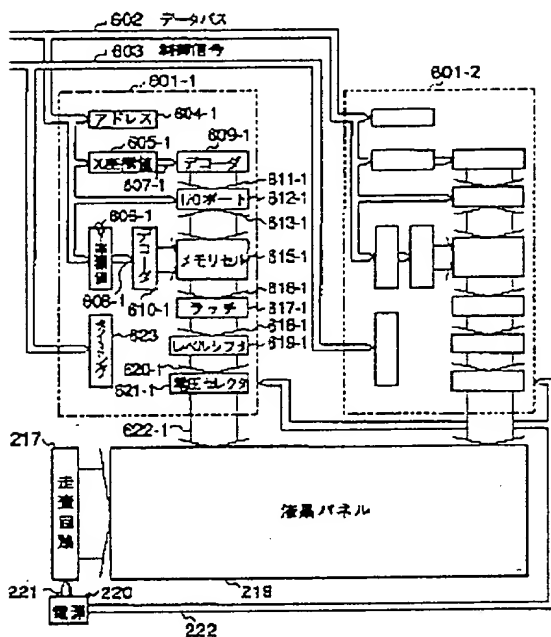 602 データバス
603 制御信号
601-1
601-2
アドレス
604-1
605-1
609-1
X座標値
デコーダ
607-1
611-1
I/Oポート
612-1
606-1
613-1
Y座標値
デコーダ
メモリセル
615-1
608-1
610-1
616-1
ラッチ
617-1
623
618-1
タイミング
レベルシフタ
619-1
620-1
621-1
電圧セレクタ
622-1
217
走査回路
液晶パネル
221
220
218
電源
222